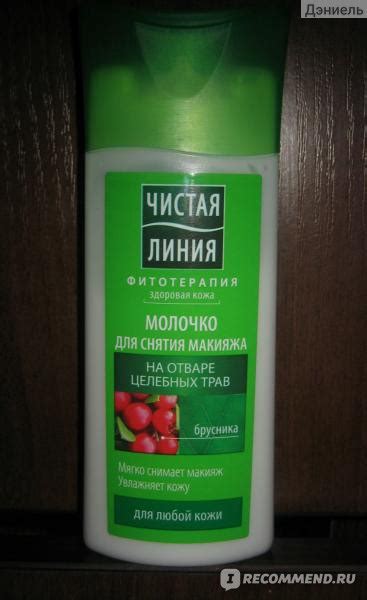 Дэниель
ЧИСТАЯ
ЛИНИЯ
ФИТОТЕРАПИЯ
здоровая кожа
МОЛОЧКО
ДЛЯ СНЯТИЯ МАКИЯЖА
НА ОТВАРЕ
ЦЕЛЕБНЫХ ТРАВ
брусника
Мягко снимает макияж
Увлажняет кожу
для любой кожи
IRECOMMEND.RU